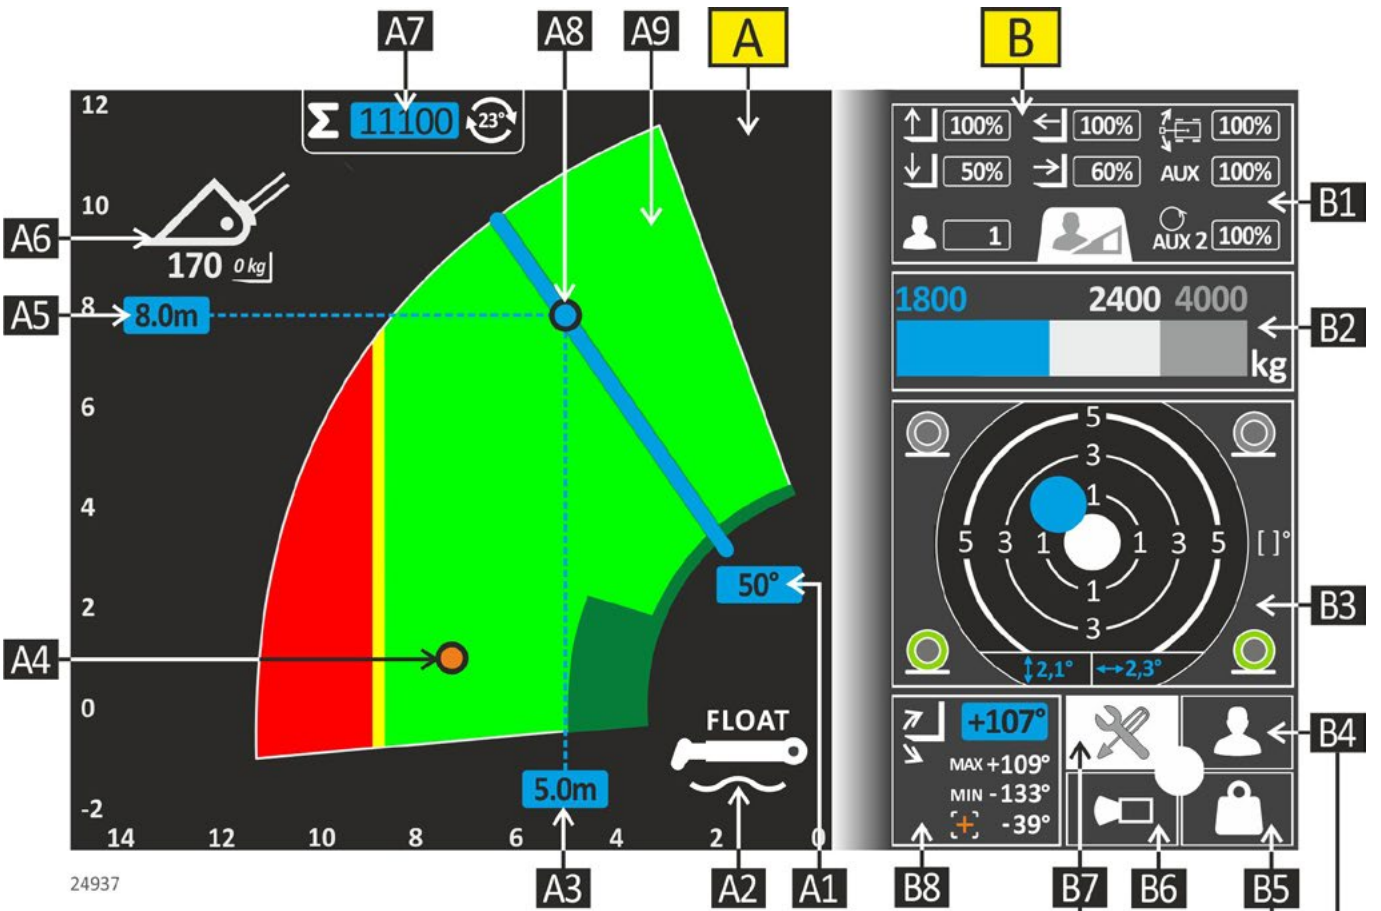 A7 A8 A9 A B
12
Σ 11100 23°
100% 100% 100%
50% 60% AUX 100%
B1
10
A6
170 0 kg
1 AUX 2 100%
A5 8 8.0m
1800 2400 4000
B2
kg
6
4
2
0
-2
50°
5
3
1
5 3 1 1 3 5 [ ]°
1
3
B3
2,1° 2,3°
A4
FLOAT
5.0m
+107°
MAX +109°
MIN -133°
-39°
B4
14 12 10 8 6 4 2 0
24937
A3 A2 A1 B8 B7 B6 B5